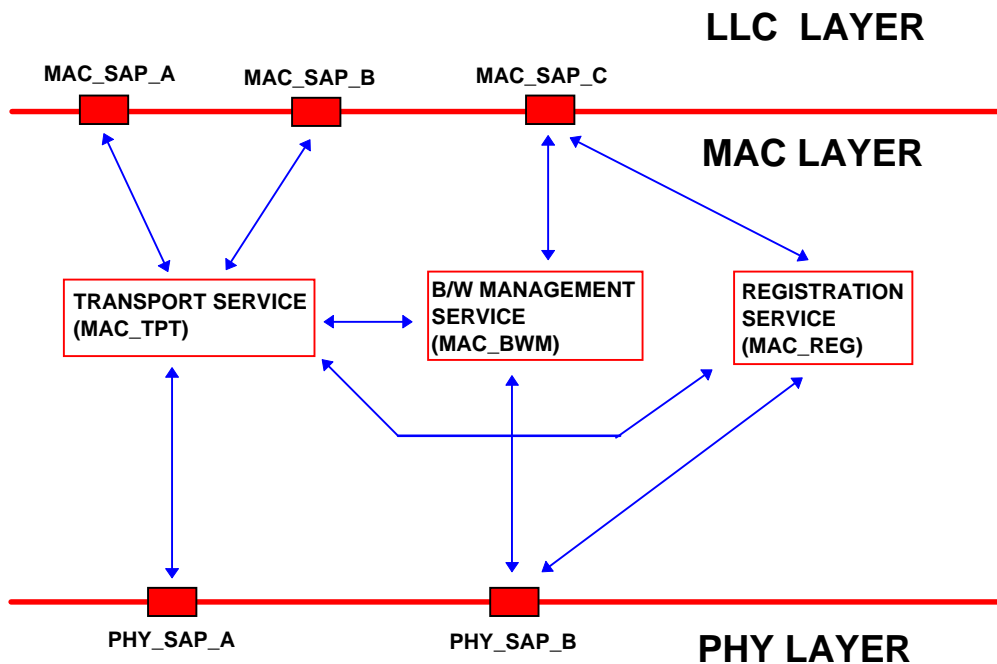 LLC LAYER
MAC_SAP_A
MAC_SAP_B
MAC_SAP_C
MAC LAYER
TRANSPORT SERVICE
(MAC_TPT)
B/W MANAGEMENT
SERVICE
(MAC_BWM)
REGISTRATION
SERVICE
(MAC_REG)
PHY_SAP_A
PHY_SAP_B
PHY LAYER